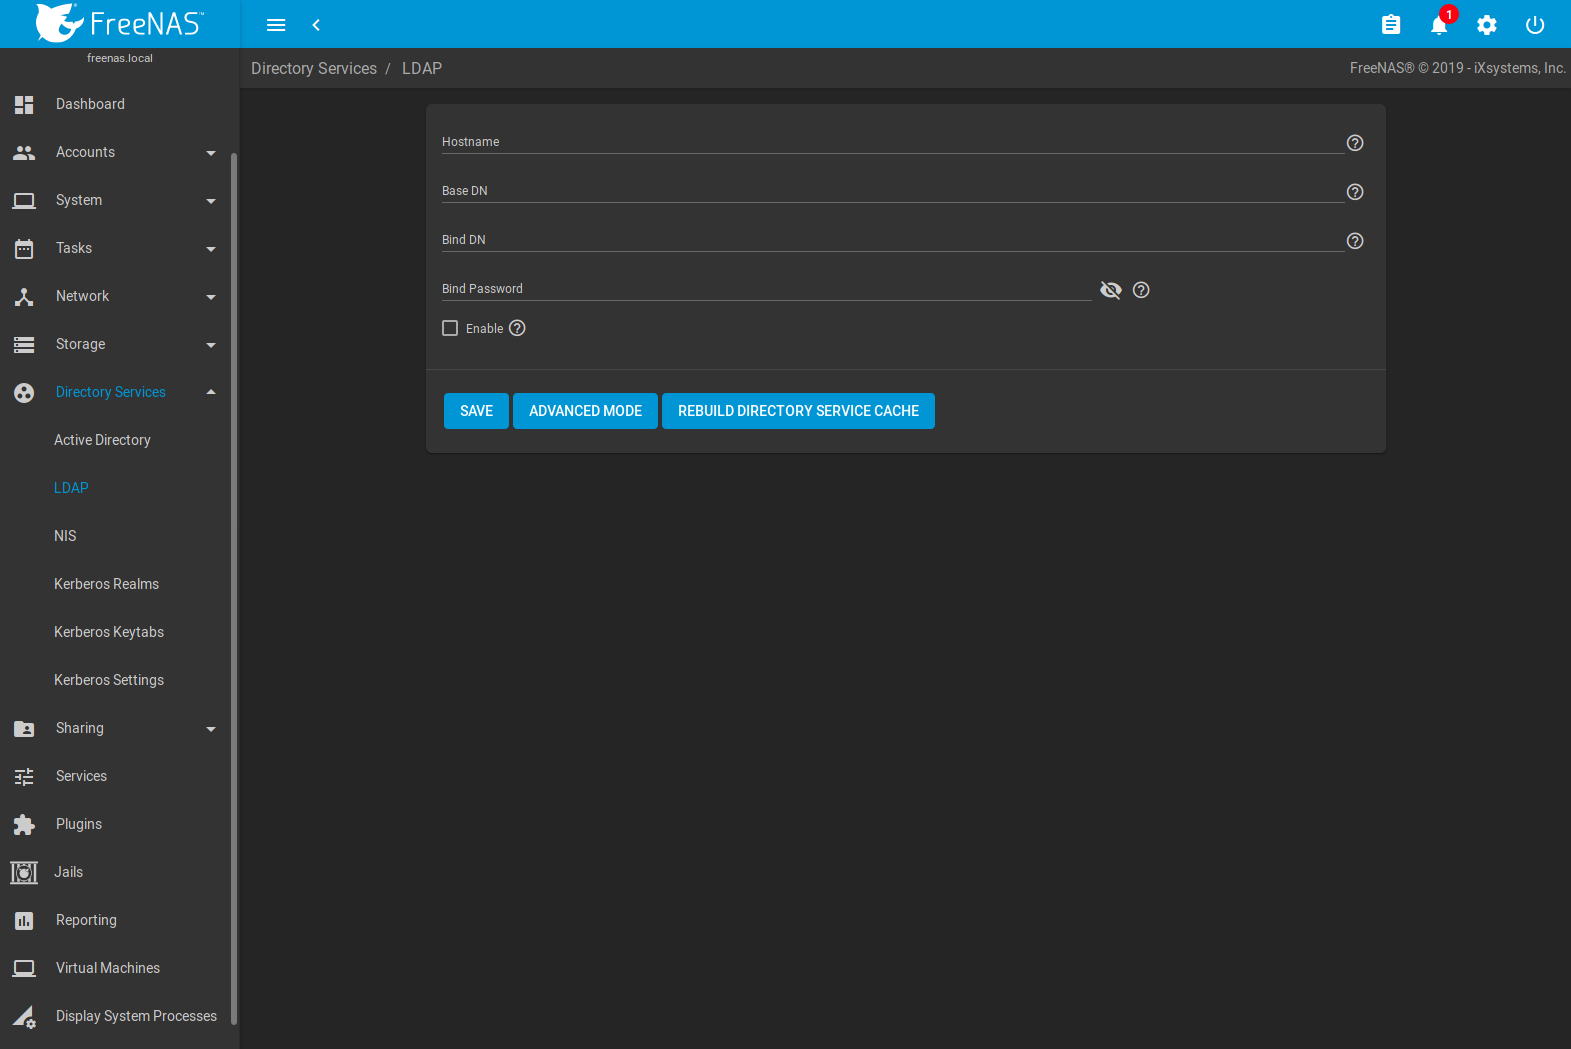 FreeNAS™
1
freenas.local
Directory Services / LDAP
FreeNAS® © 2019 - iXsystems, Inc.
Dashboard
Accounts
System
Tasks
Network
Storage
Directory Services
Active Directory
LDAP
NIS
Kerberos Realms
Kerberos Keytabs
Kerberos Settings
Sharing
Services
Plugins
Jails
Reporting
Virtual Machines
Display System Processes
Hostname
Base DN
Bind DN
Bind Password
Enable
SAVE
ADVANCED MODE
REBUILD DIRECTORY SERVICE CACHE